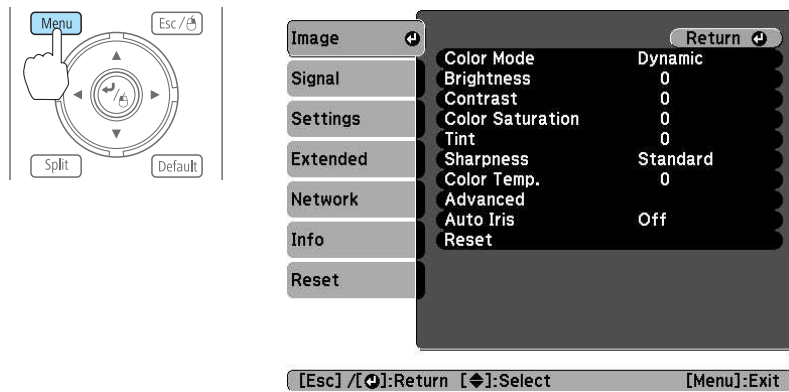 Menu
Esc/
Split
Default
Image
Signal
Settings
Extended
Network
Info
Reset
Return
Color Mode Dynamic
Brightness 0
Contrast 0
Color Saturation 0
Tint 0
Sharpness Standard
Color Temp. 0
Advanced
Auto Iris Off
Reset
[Esc] /[ ]:Return [ ]:Select [Menu]:Exit